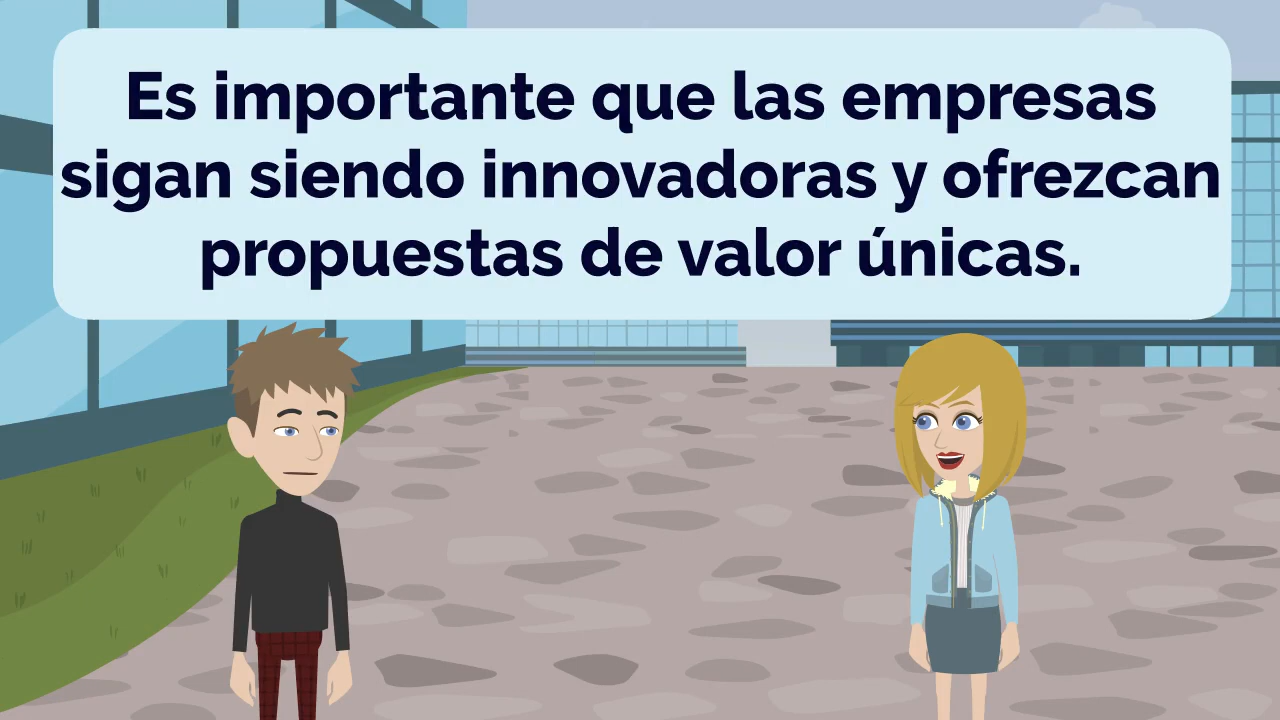 Es importante que las empresas
sigan siendo innovadoras y ofrezcan
propuestas de valor únicas.